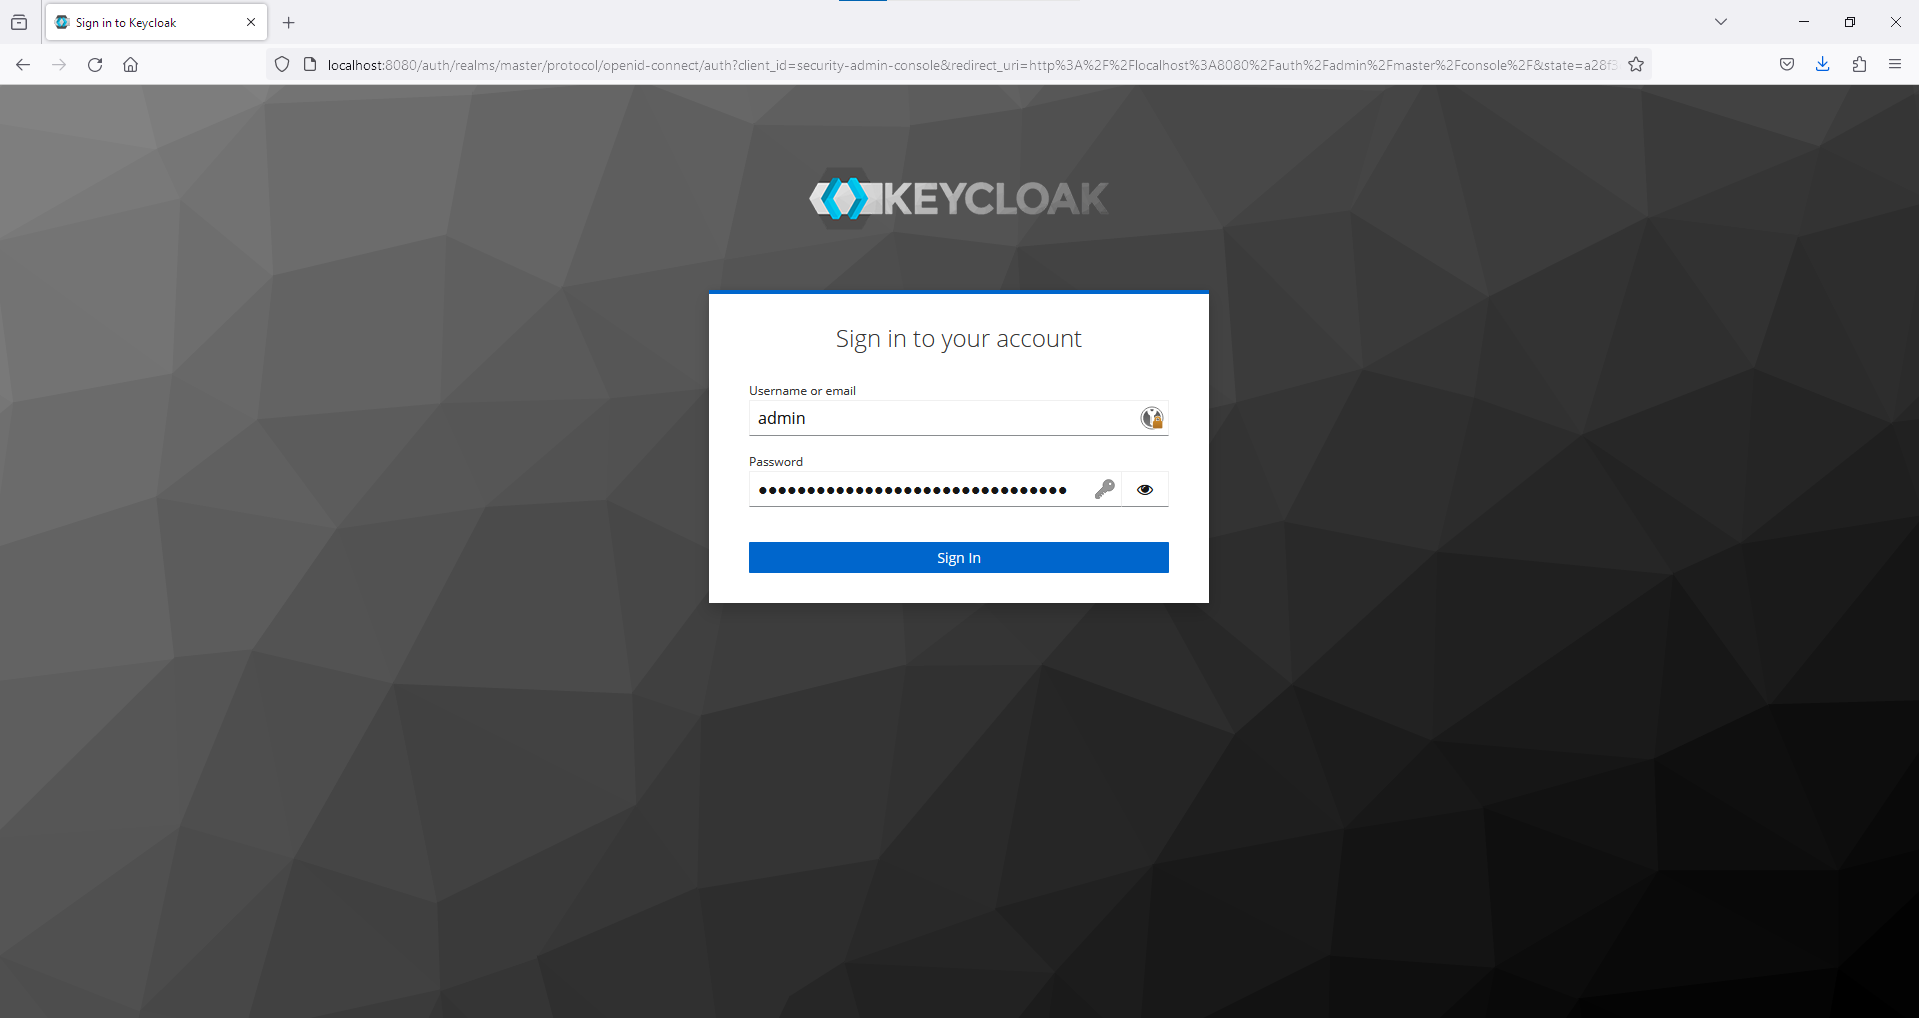 Sign in to Keycloak
localhost:8080/auth/realms/master/protocol/openid-connect/auth?client_id=security-admin-console&redirect_uri=http%3A%2F%2Flocalhost%3A8080%2Fauth%2Fadmin%2Fmaster%2Fconsole%2F&state=a28f3
KEYCLOAK
Sign in to your account
Username or email
admin
Password
••••••••••••••••••••••••••••••••
Sign In